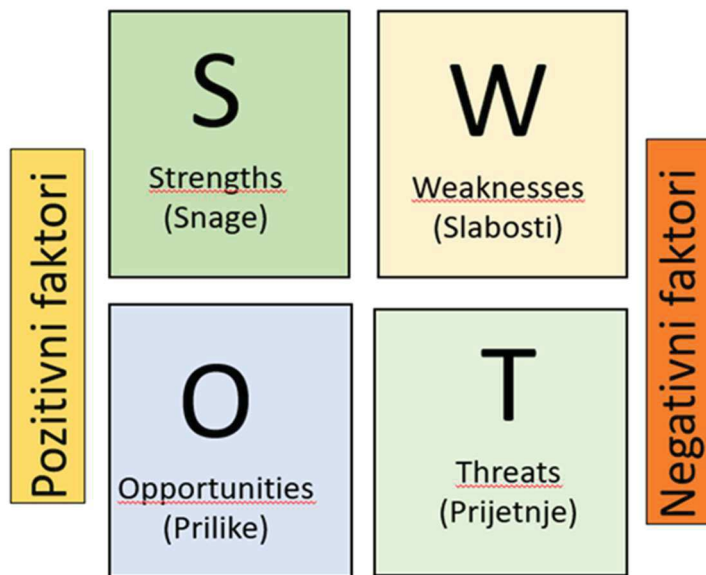 Pozitivni faktori
S
Strengths
(Snage)
W
Weaknesses
(Slabosti)
O
Opportunities
(Prilike)
T
Threats
(Prijetnje)
Negativni faktori